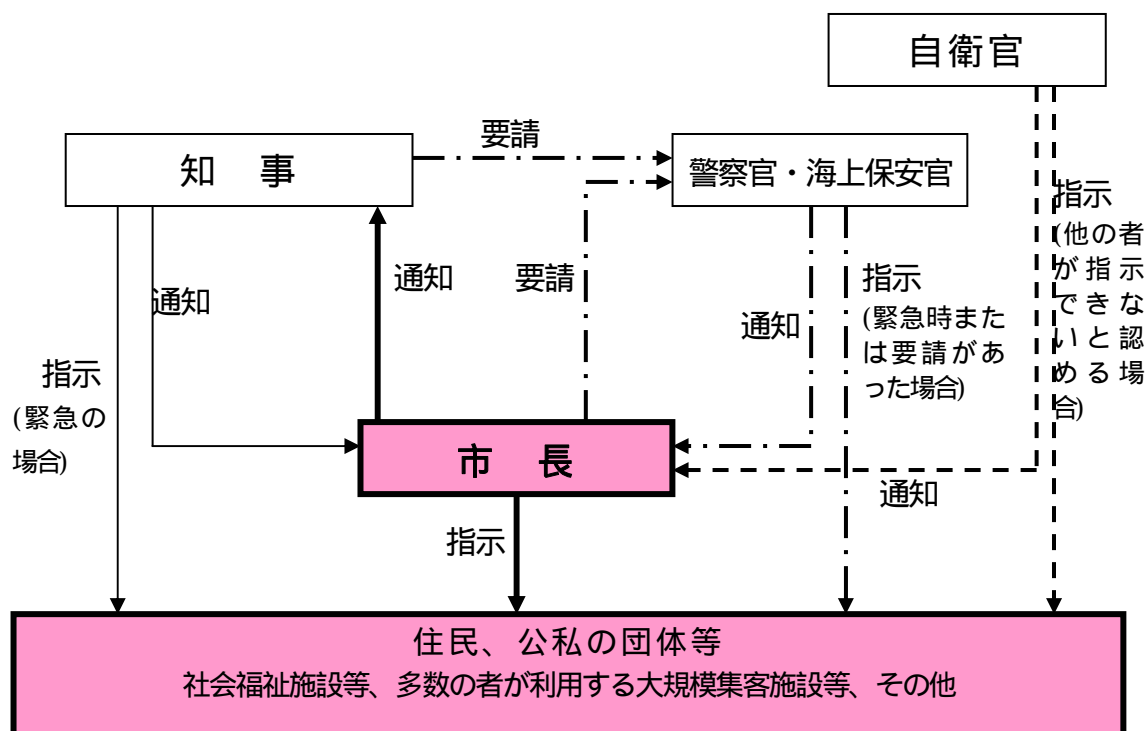 自衛官
要請
知　事
警察官・海上保安官
指示
(他の者
が指示
できな
いと認
める場
合)
通知
要請
指示
(緊急時また
は要請があ
った場合)
通知
通知
指示
(緊急の
場合)
市　長
通知
指示
住民、公私の団体等
社会福祉施設等、多数の者が利用する大規模集客施設等、その他